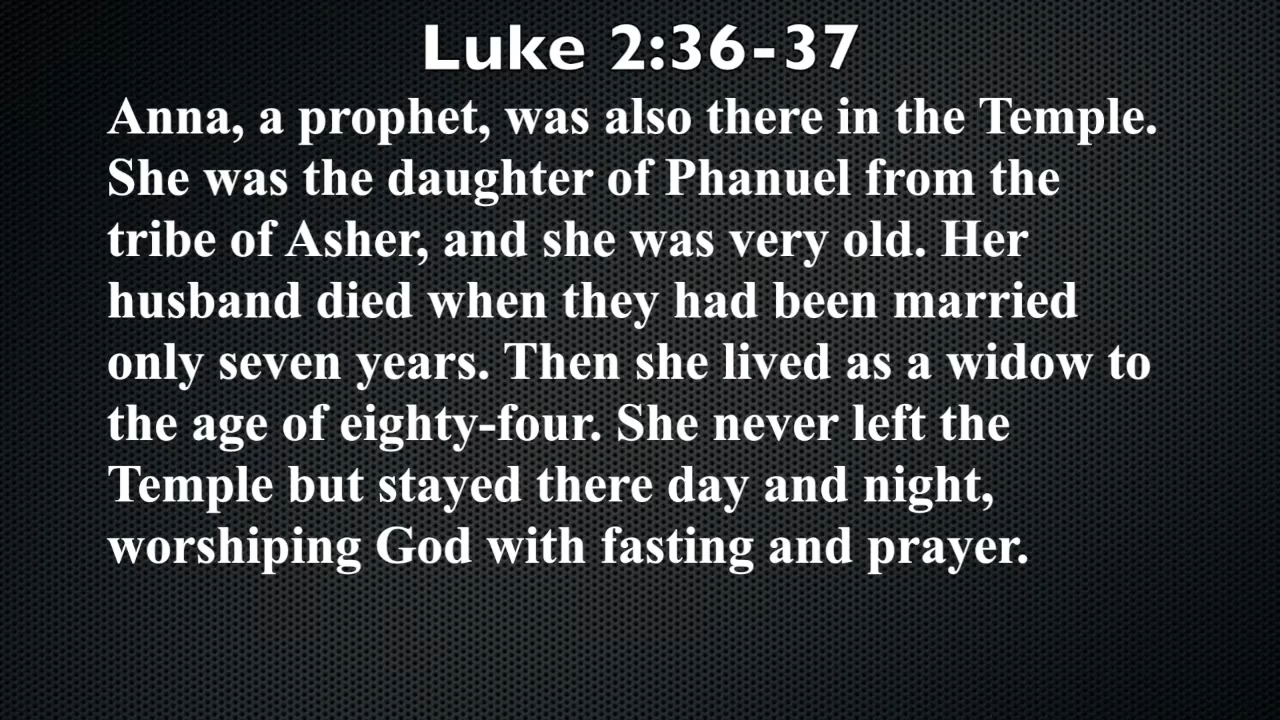 Luke 2:36-37
Anna, a prophet, was also there in the Temple.
She was the daughter of Phanuel from the
tribe of Asher, and she was very old. Her
husband died when they had been married
only seven years. Then she lived as a widow to
the age of eighty-four. She never left the
Temple but stayed there day and night,
worshiping God with fasting and prayer.